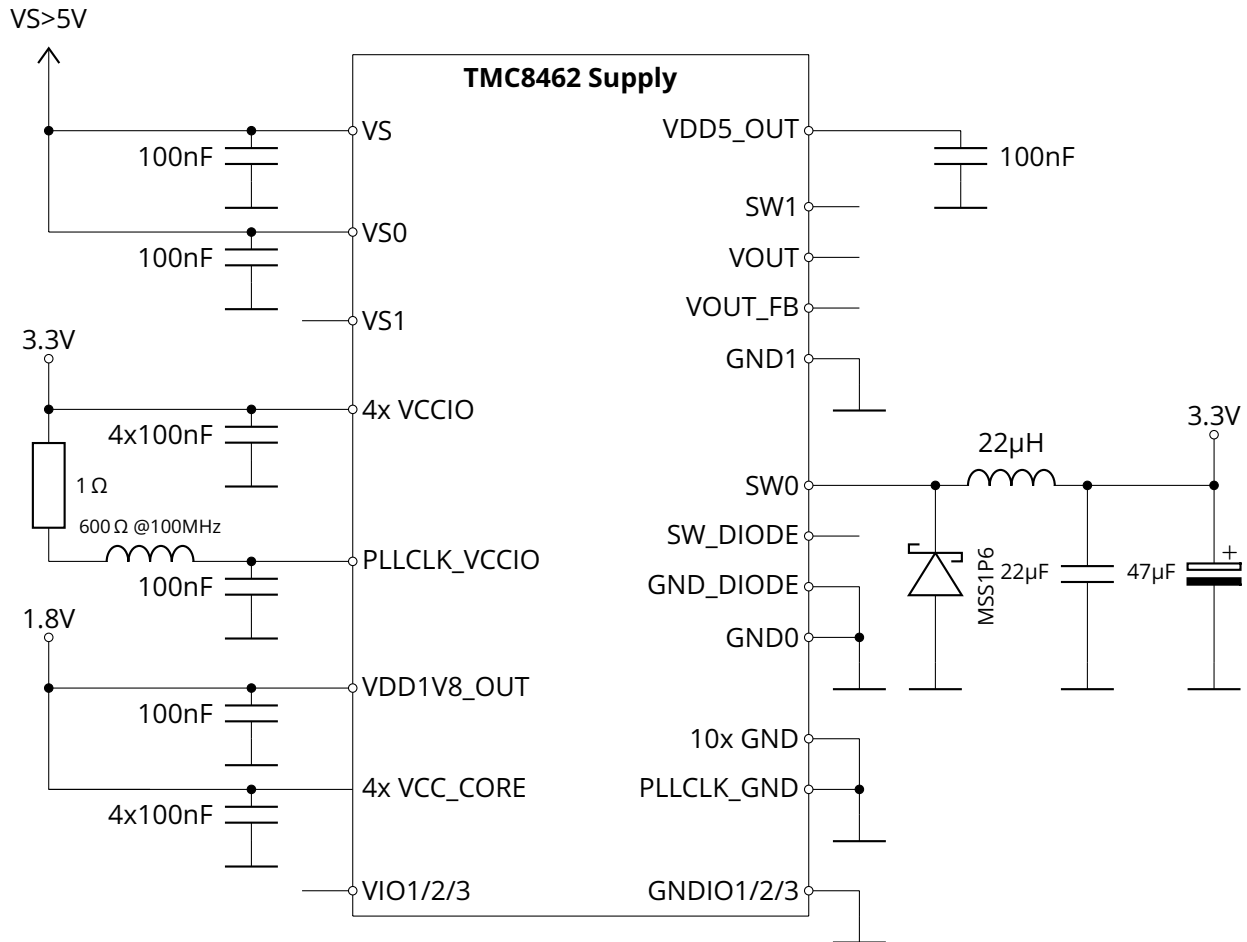 VS>5V
TMC8462 Supply
VS
VDD5_OUT
100nF
100nF
SW1
VS0
100nF
VOUT
VOUT_FB
VS1
3.3V
GND1
4x VCCIO
4x100nF
3.3V
22µH
1 Ω
SW0
600 Ω @100MHz
SW_DIODE
PLLCLK_VCCIO
100nF
GND_DIODE
MSS1P6
22µF
47µF
+
1.8V
GND0
VDD1V8_OUT
100nF
10x GND
4x VCC_CORE
PLLCLK_GND
4x100nF
VIO1/2/3
GNDIO1/2/3